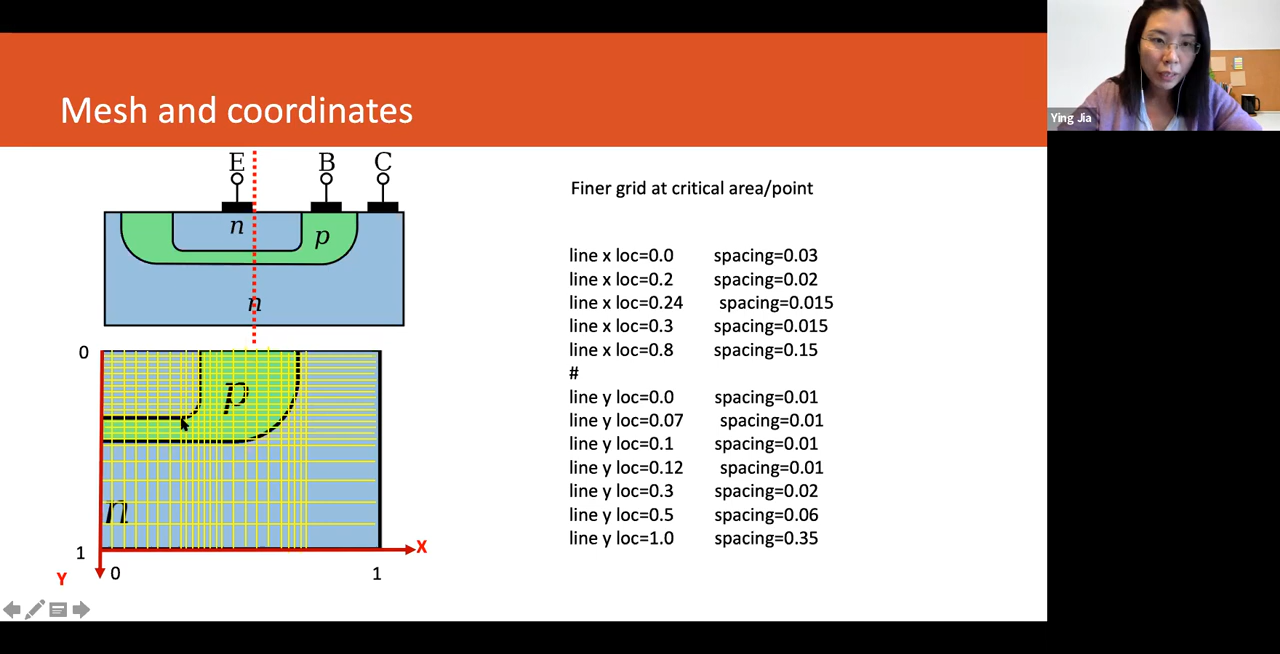 Mesh and coordinates
Ying Jia
E B C
n
p
n
Finer grid at critical area/point
line x loc=0.0 spacing=0.03
line x loc=0.2 spacing=0.02
line x loc=0.24 spacing=0.015
line x loc=0.3 spacing=0.015
line x loc=0.8 spacing=0.15
#
line y loc=0.0 spacing=0.01
line y loc=0.07 spacing=0.01
line y loc=0.1 spacing=0.01
line y loc=0.12 spacing=0.01
line y loc=0.3 spacing=0.02
line y loc=0.5 spacing=0.06
line y loc=1.0 spacing=0.35
0
p
n
1
X
Y
0 1